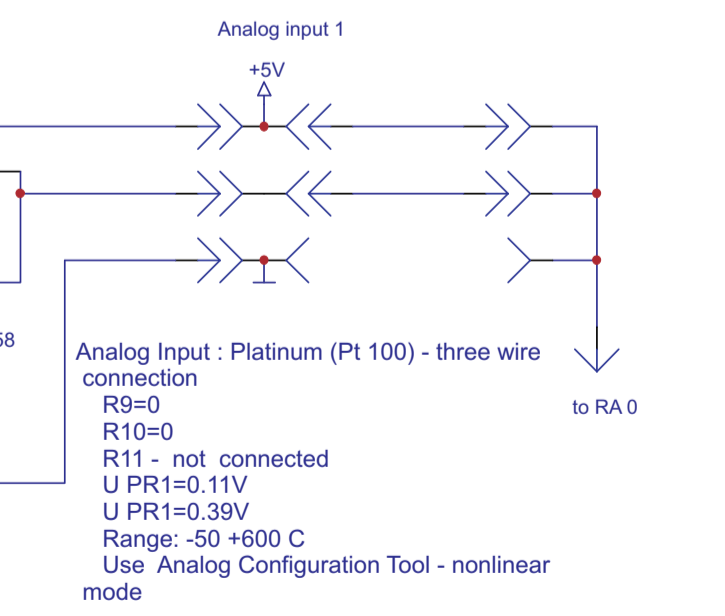 Analog input 1
+5V
58
Analog Input : Platinum (Pt 100) - three wire
connection
R9=0
R10=0
R11 - not connected
U PR1=0.11V
U PR1=0.39V
Range: -50 +600 C
Use Analog Configuration Tool - nonlinear
mode
to RA 0